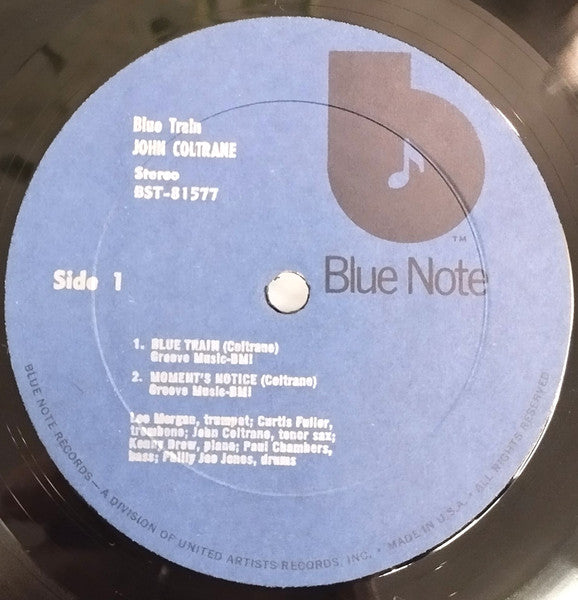 Blue Train
JOHN COLTRANE
Stereo
BST-81577
TM
Blue Note
Side 1
1. BLUE TRAIN (Coltrane)
Groove Music-BMI
2. MOMENT'S NOTICE (Coltrane)
Groove Music-BMI
Lee Morgan, trumpet; Curtis Fuller,
trombone; John Coltrane, tenor sax;
Kenny Drew, piano; Paul Chambers,
bass; Philly Joe Jones, drums
BLUE NOTE RECORDS — A DIVISION OF UNITED ARTISTS RECORDS, INC. • MADE IN U.S.A. • ALL RIGHTS RESERVED